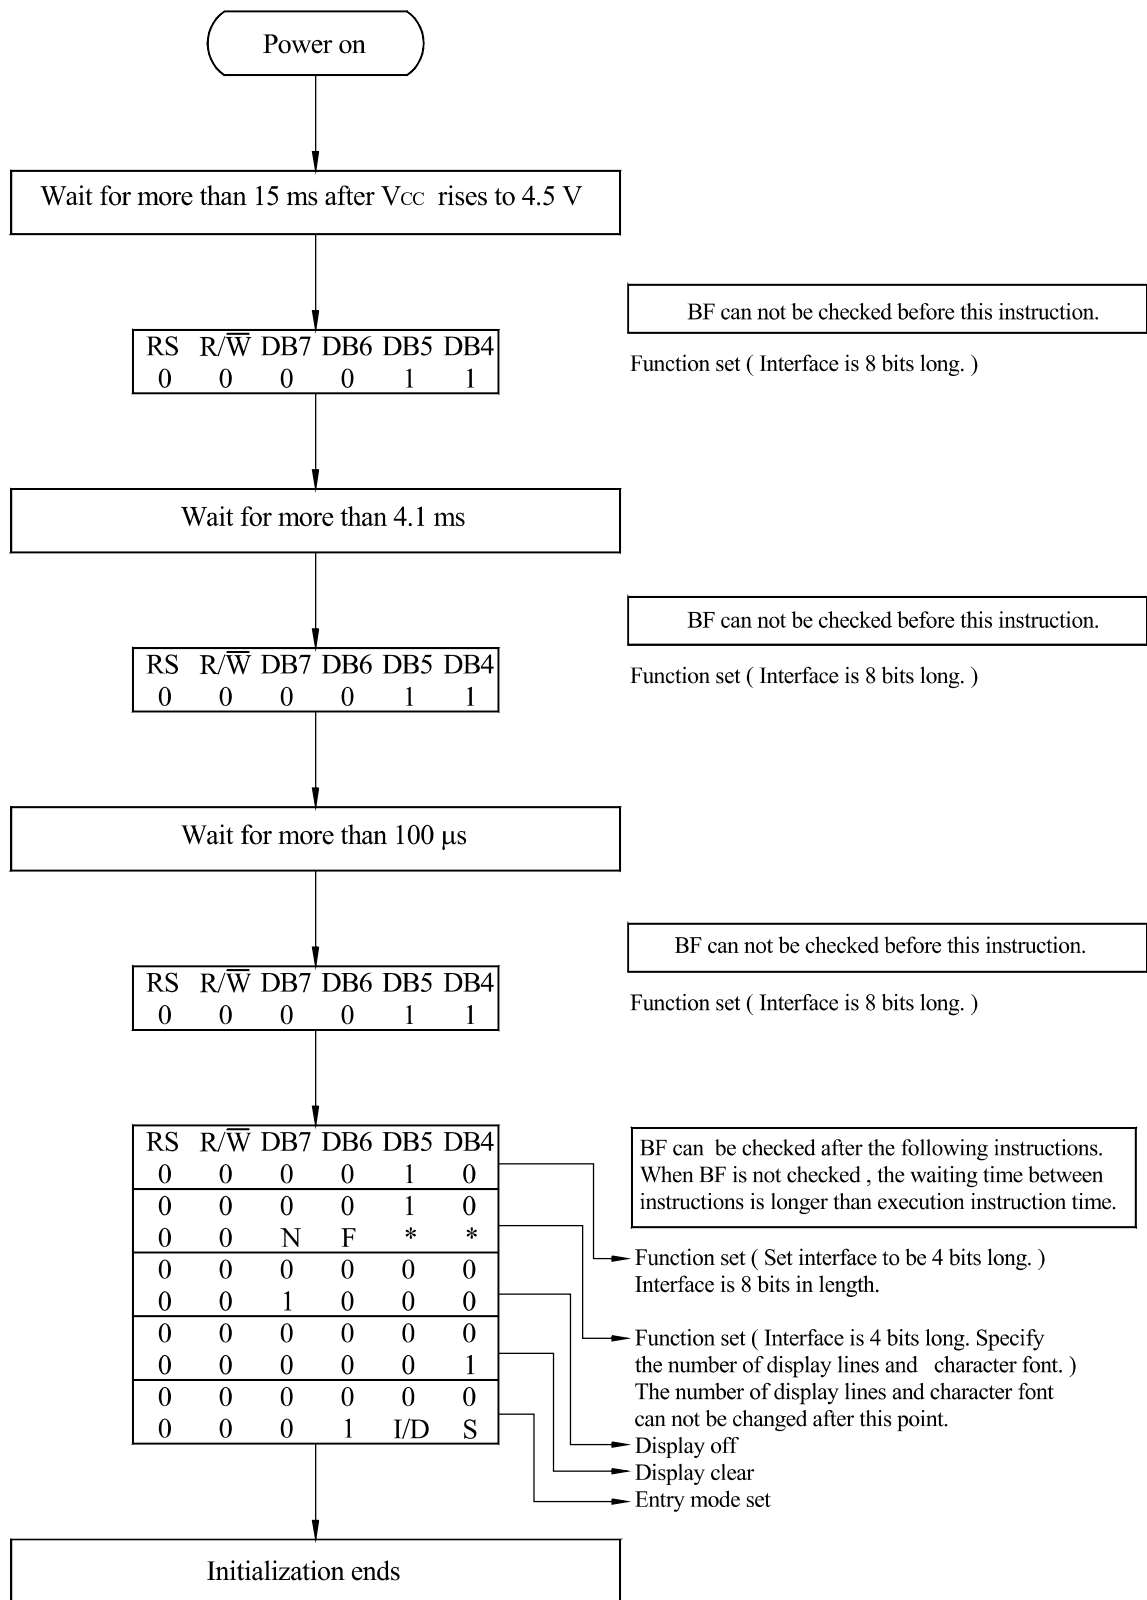 Power on
Wait for more than 15 ms after VCC rises to 4.5 V
BF can not be checked before this instruction.
RS R/W̅ DB7 DB6 DB5 DB4
0 0 0 0 1 1
Function set ( Interface is 8 bits long. )
Wait for more than 4.1 ms
BF can not be checked before this instruction.
RS R/W̅ DB7 DB6 DB5 DB4
0 0 0 0 1 1
Function set ( Interface is 8 bits long. )
Wait for more than 100 μs
BF can not be checked before this instruction.
RS R/W̅ DB7 DB6 DB5 DB4
0 0 0 0 1 1
Function set ( Interface is 8 bits long. )
RS R/W̅ DB7 DB6 DB5 DB4
0 0 0 0 1 0
0 0 0 0 1 0
0 0 N F * *
0 0 0 0 0 0
0 0 1 0 0 0
0 0 0 0 0 0
0 0 0 0 0 1
0 0 0 0 0 0
0 0 0 1 I/D S
BF can be checked after the following instructions.
When BF is not checked , the waiting time between
instructions is longer than execution instruction time.
Function set ( Set interface to be 4 bits long. )
Interface is 8 bits in length.
Function set ( Interface is 4 bits long. Specify
the number of display lines and character font. )
The number of display lines and character font
can not be changed after this point.
Display off
Display clear
Entry mode set
Initialization ends